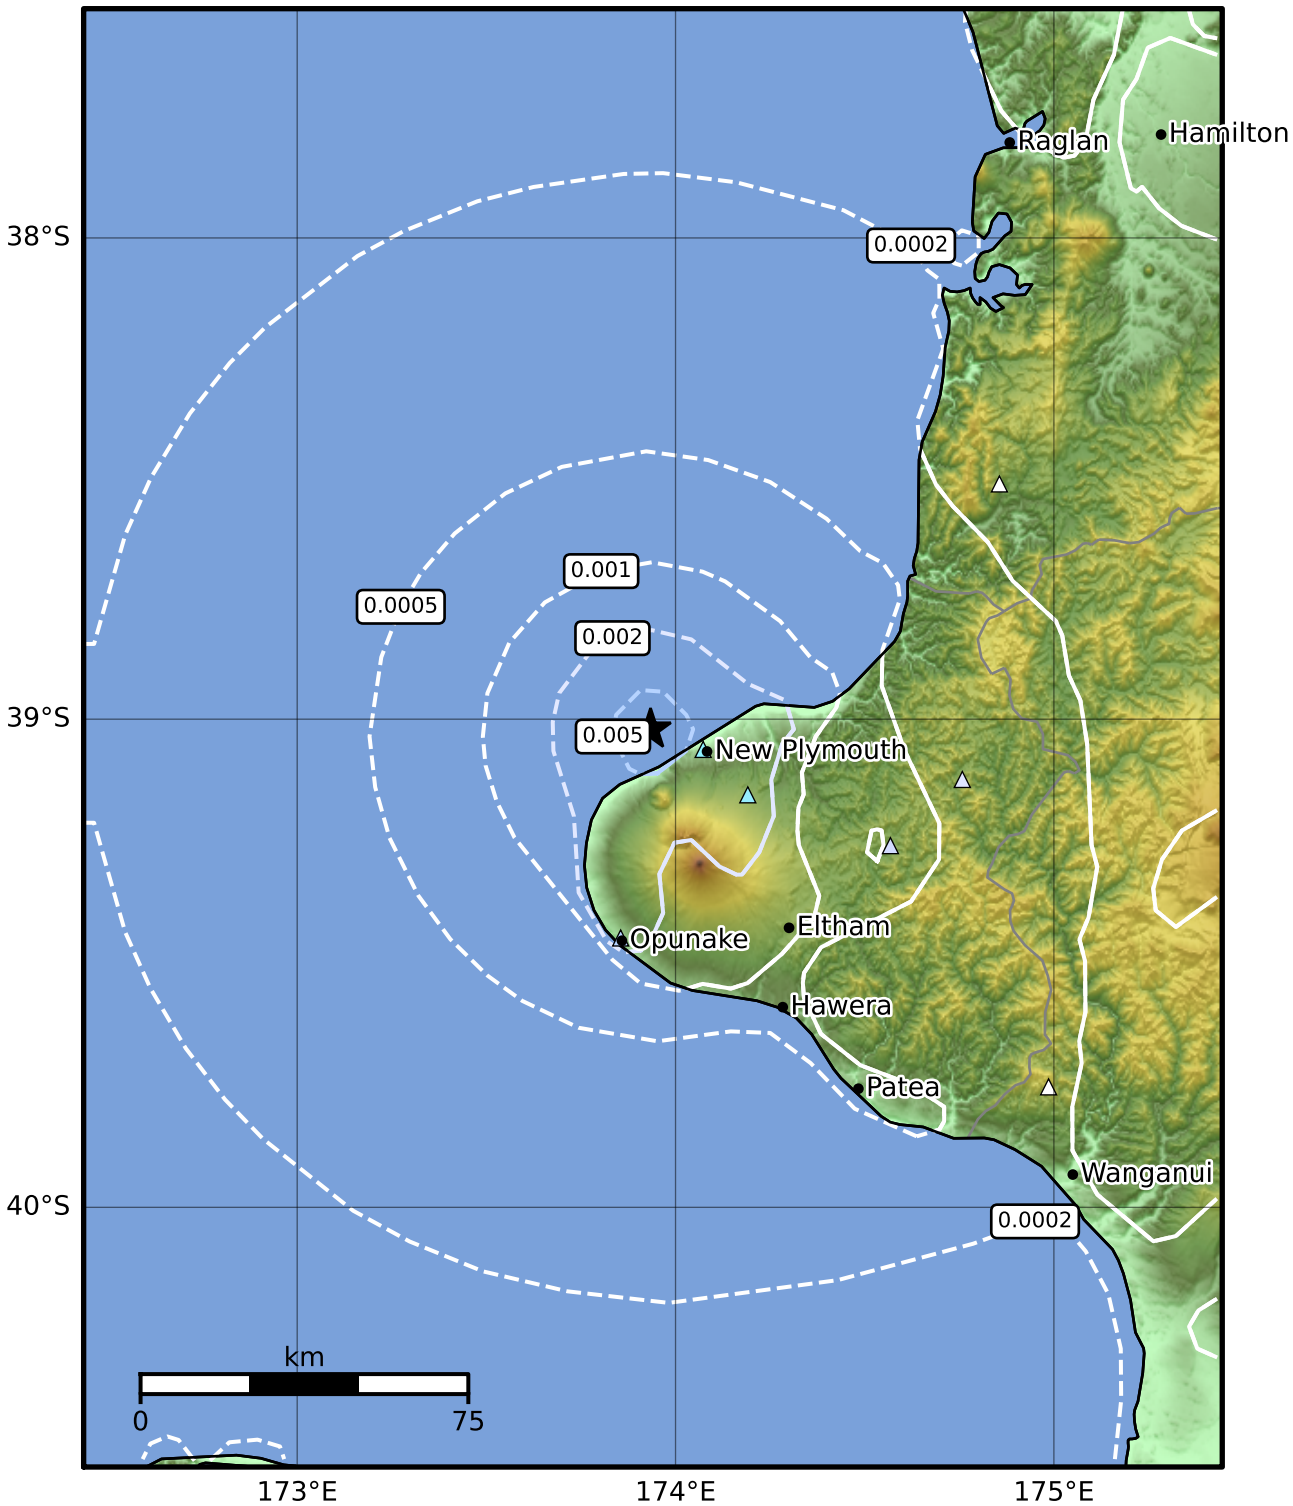 Hamilton
Raglan
38°S
0.0002
0.001
0.0005
0.002
39°S
0.005
New Plymouth
Eltham
Opunake
Hawera
Patea
Wanganui
40°S
0.0002
km
0
75
173°E
174°E
175°E